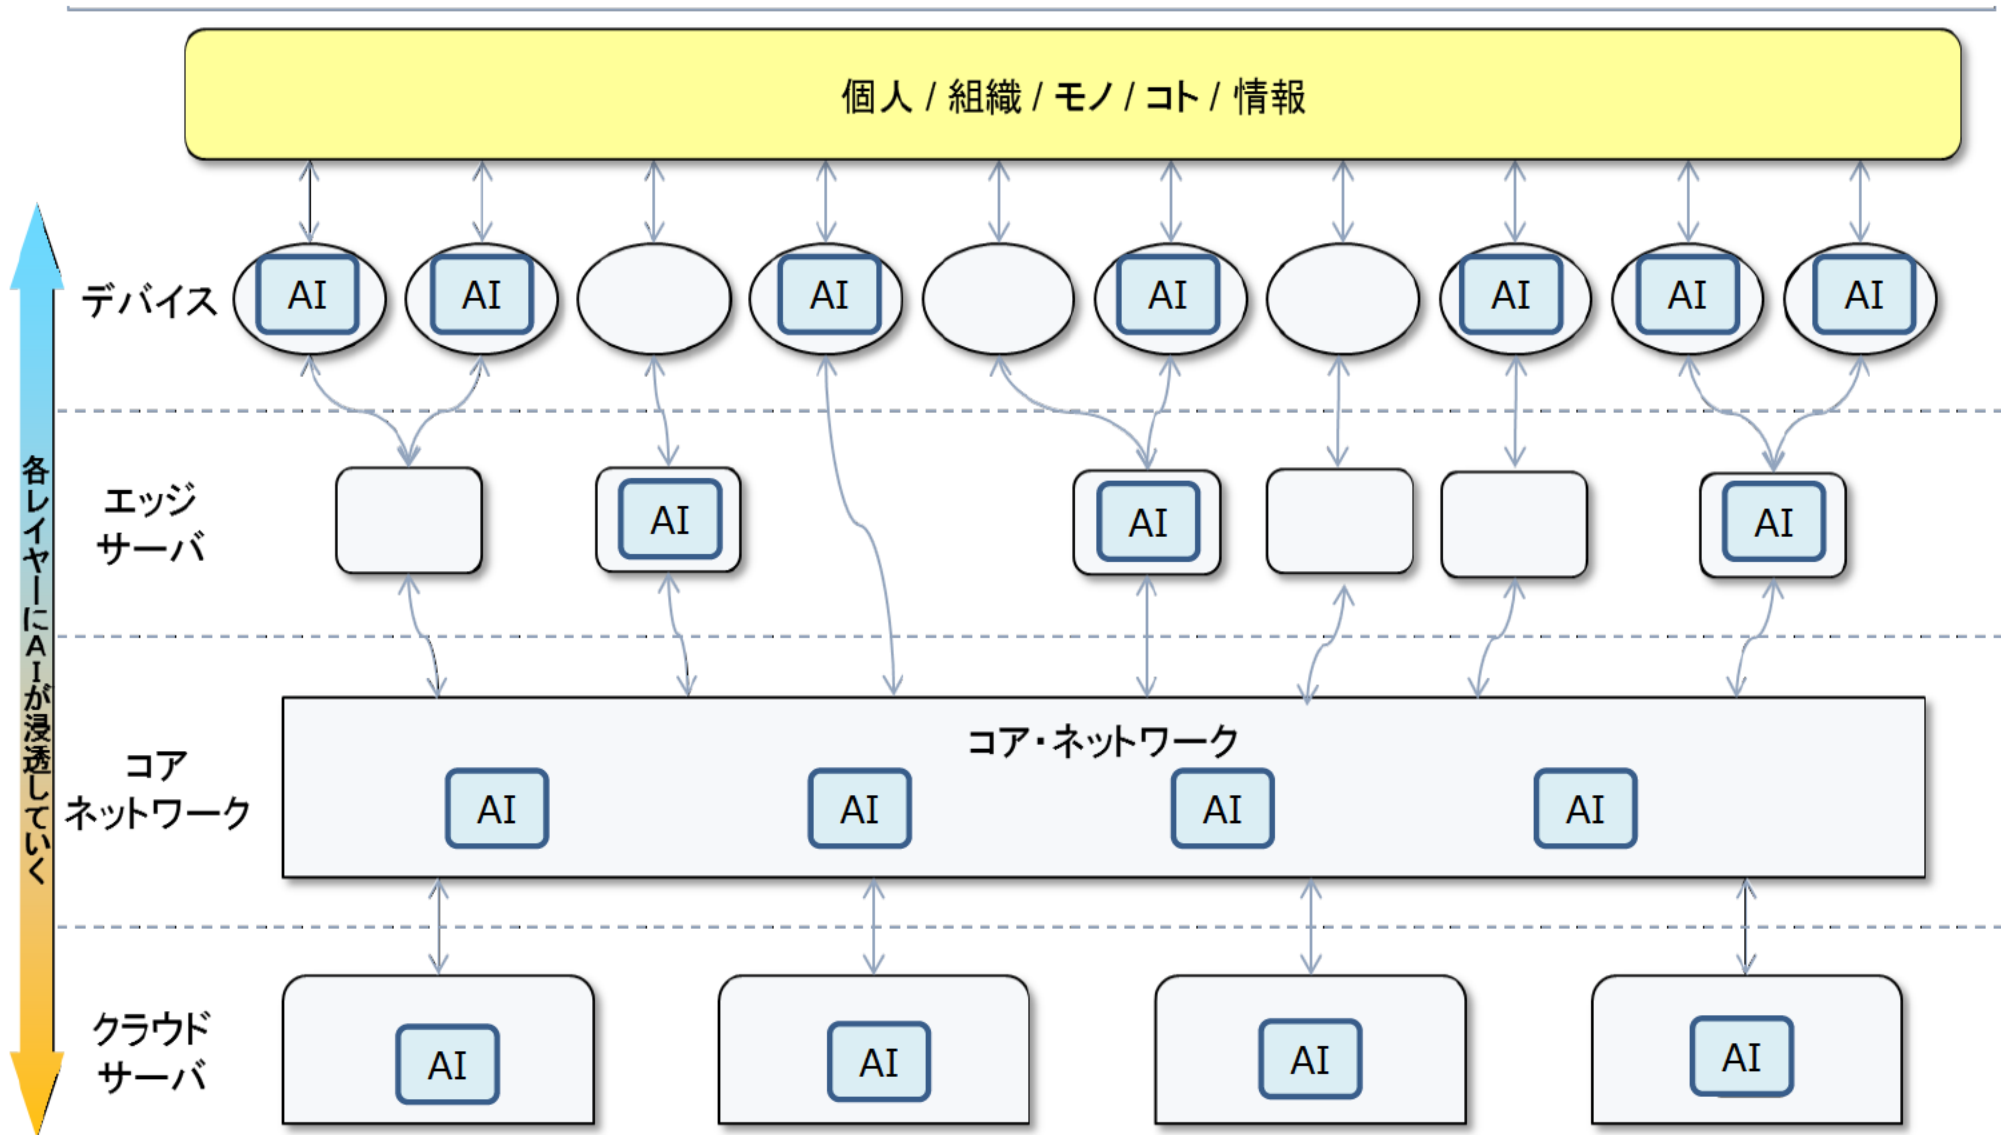 個人 / 組織 / モノ / コト / 情報
各レイヤーにAIが浸透していく
デバイス
AI
AI
AI
AI
AI
AI
AI
エッジ
サーバ
AI
AI
AI
コア
ネットワーク
コア・ネットワーク
AI
AI
AI
AI
クラウド
サーバ
AI
AI
AI
AI